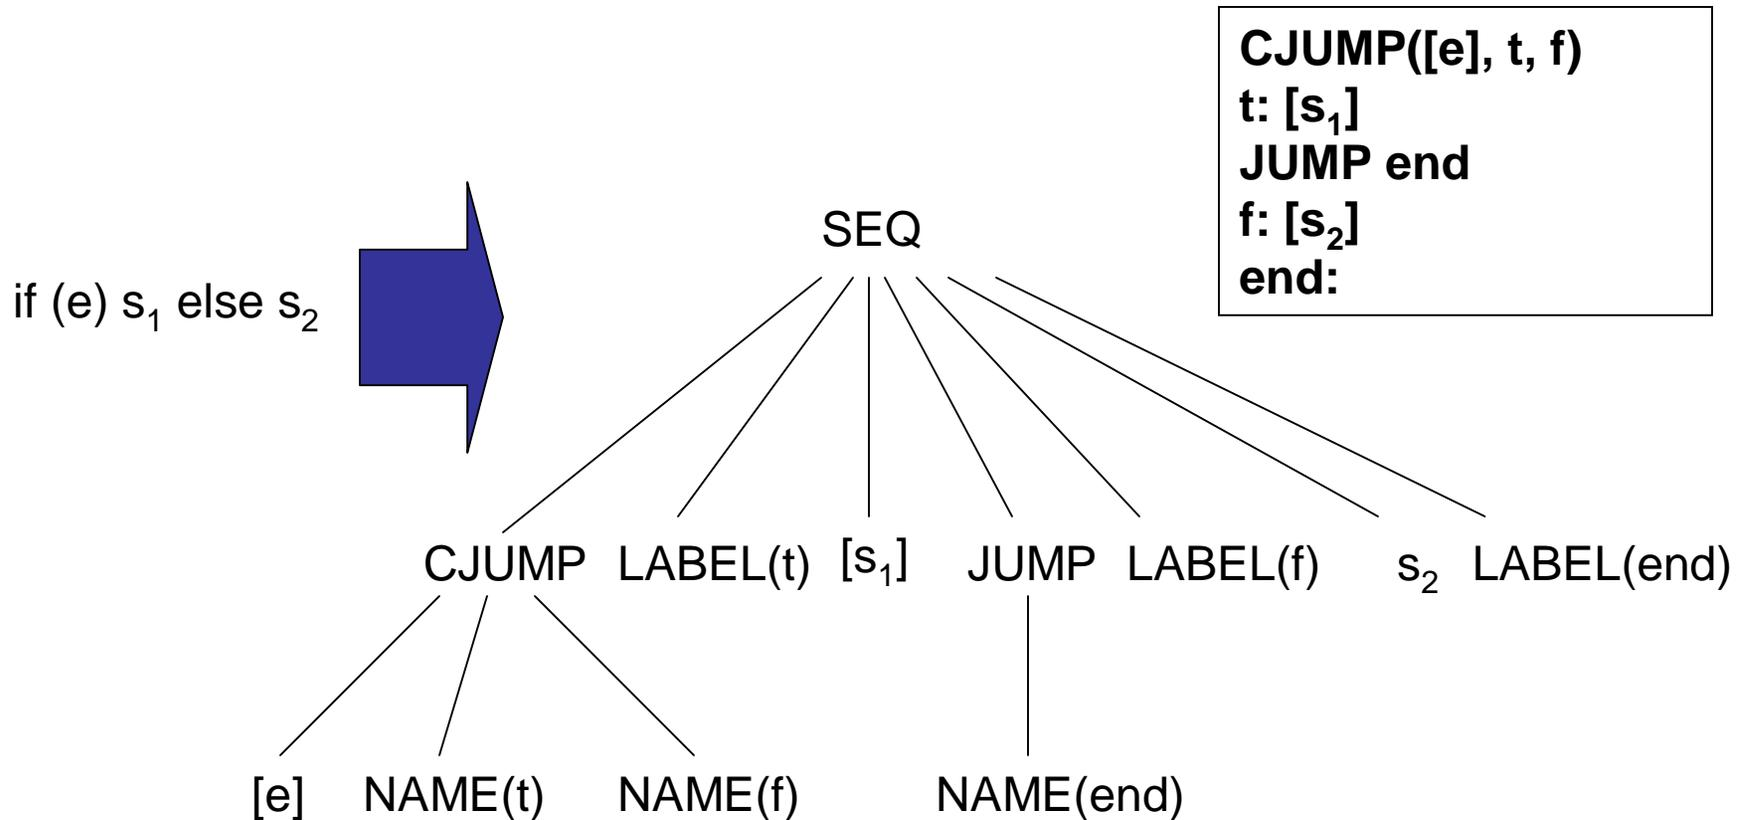 CJUMP([e], t, f)
t: [s₁]
JUMP end
f: [s₂]
end:
if (e) s₁ else s₂
SEQ
CJUMP LABEL(t) [s₁] JUMP LABEL(f) s₂ LABEL(end)
[e] NAME(t) NAME(f) NAME(end)